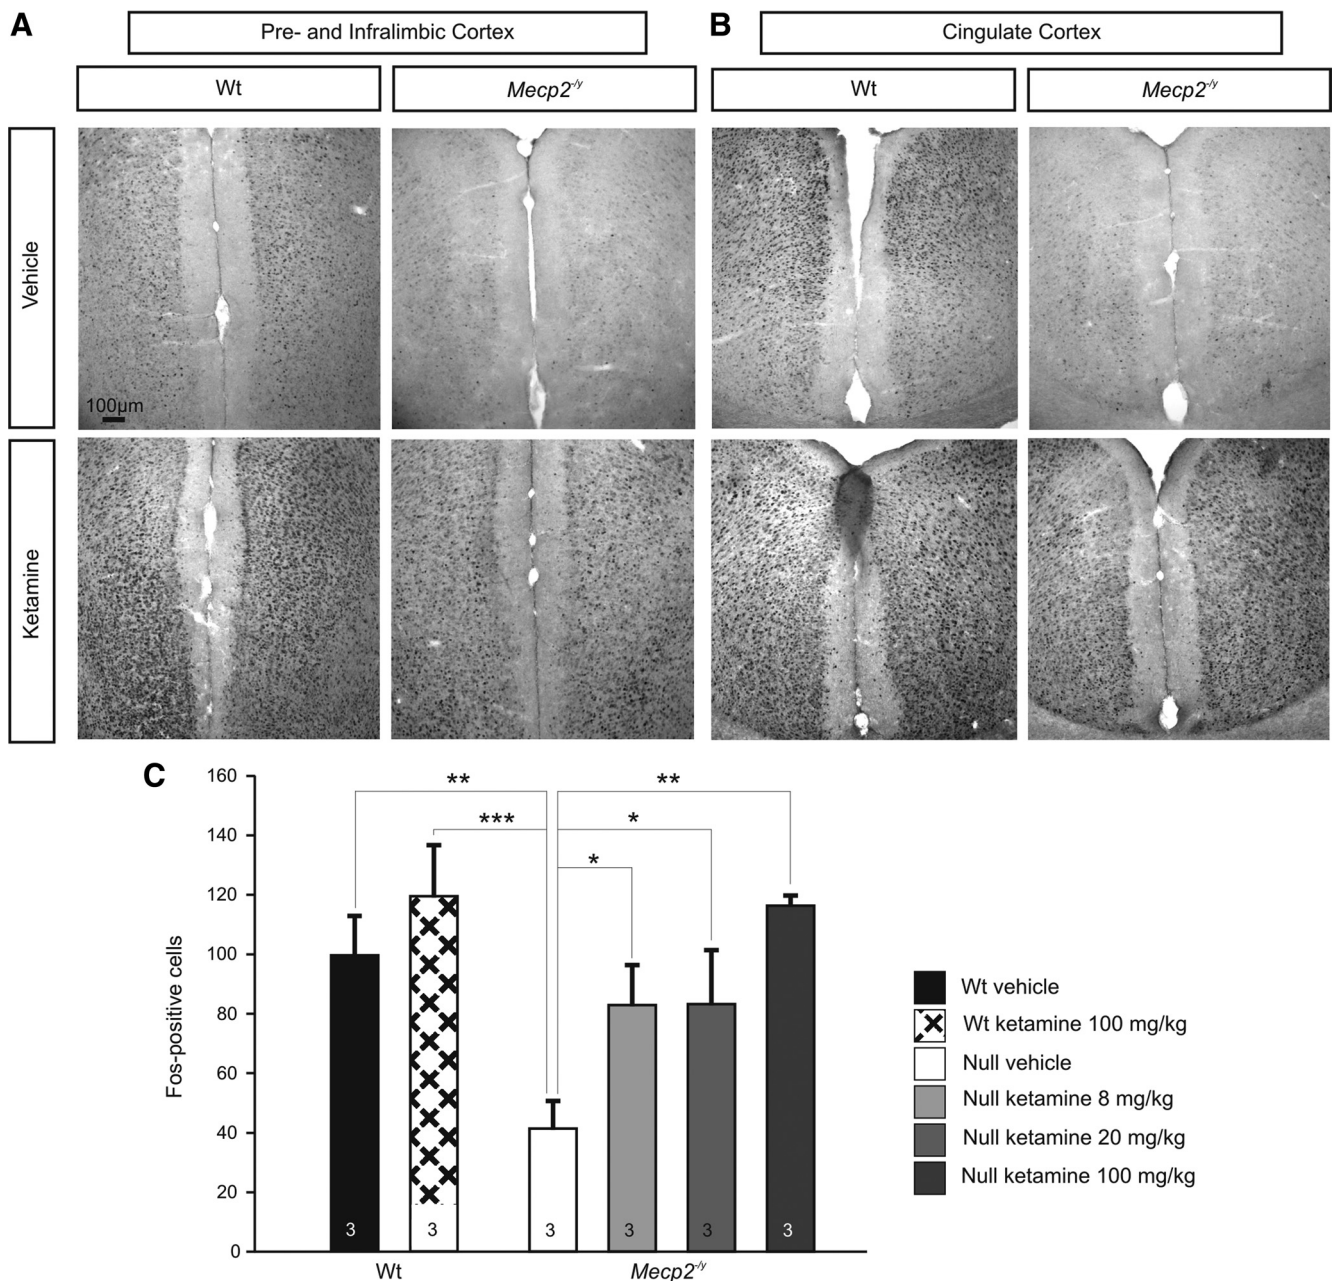 A
Pre- and Infralimbic Cortex
B
Cingulate Cortex
Wt
Mecp2-/y
Wt
Mecp2-/y
Vehicle
100µm
Ketamine
C
Fos-positive cells
160
140
120
100
80
60
40
20
0
**
**
***
*
*
3
3
3
3
3
3
Wt
Mecp2-/y
Wt vehicle
Wt ketamine 100 mg/kg
Null vehicle
Null ketamine 8 mg/kg
Null ketamine 20 mg/kg
Null ketamine 100 mg/kg